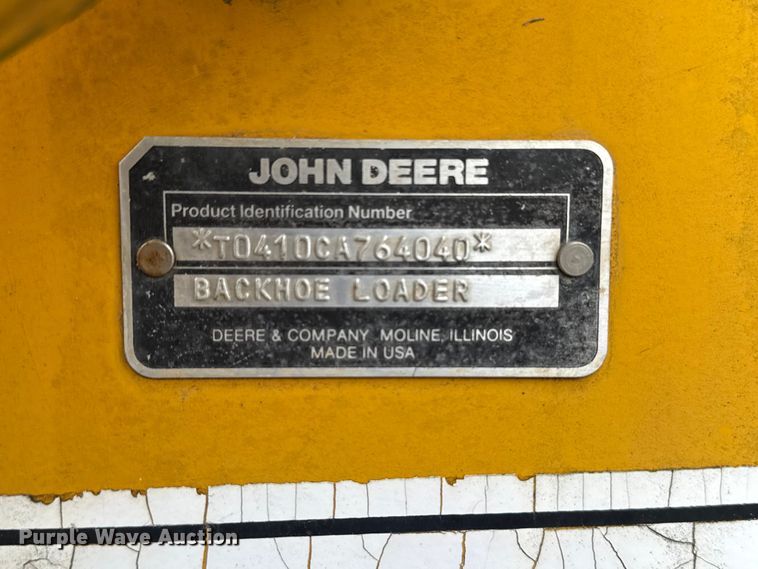 JOHN DEERE
Product Identification Number
*T0410CA764040*
BACKHOE LOADER
DEERE & COMPANY MOLINE, ILLINOIS
MADE IN USA
Purple Wave Auction